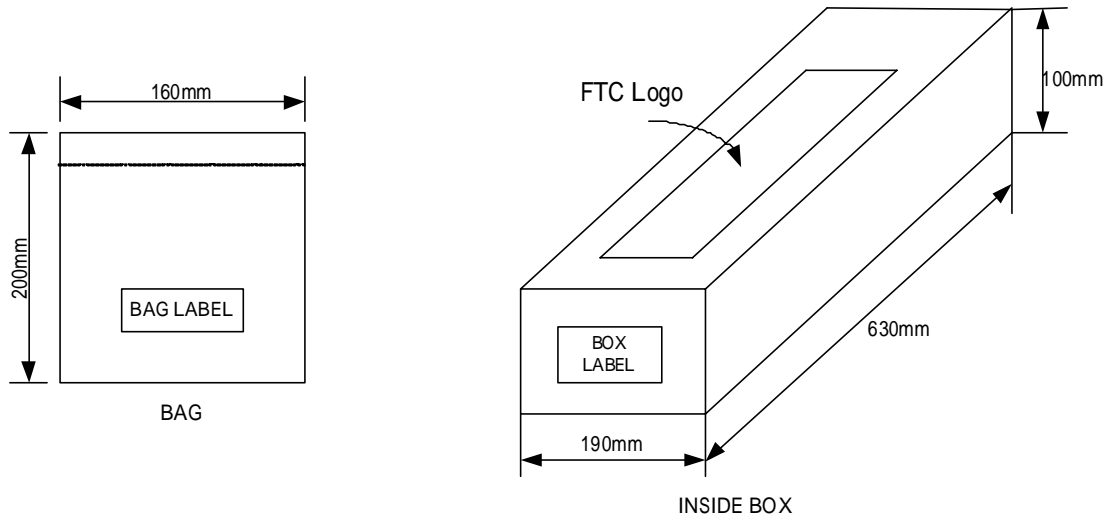 160mm
200mm
BAG LABEL
BAG
FTC Logo
100mm
630mm
BOX
LABEL
190mm
INSIDE BOX